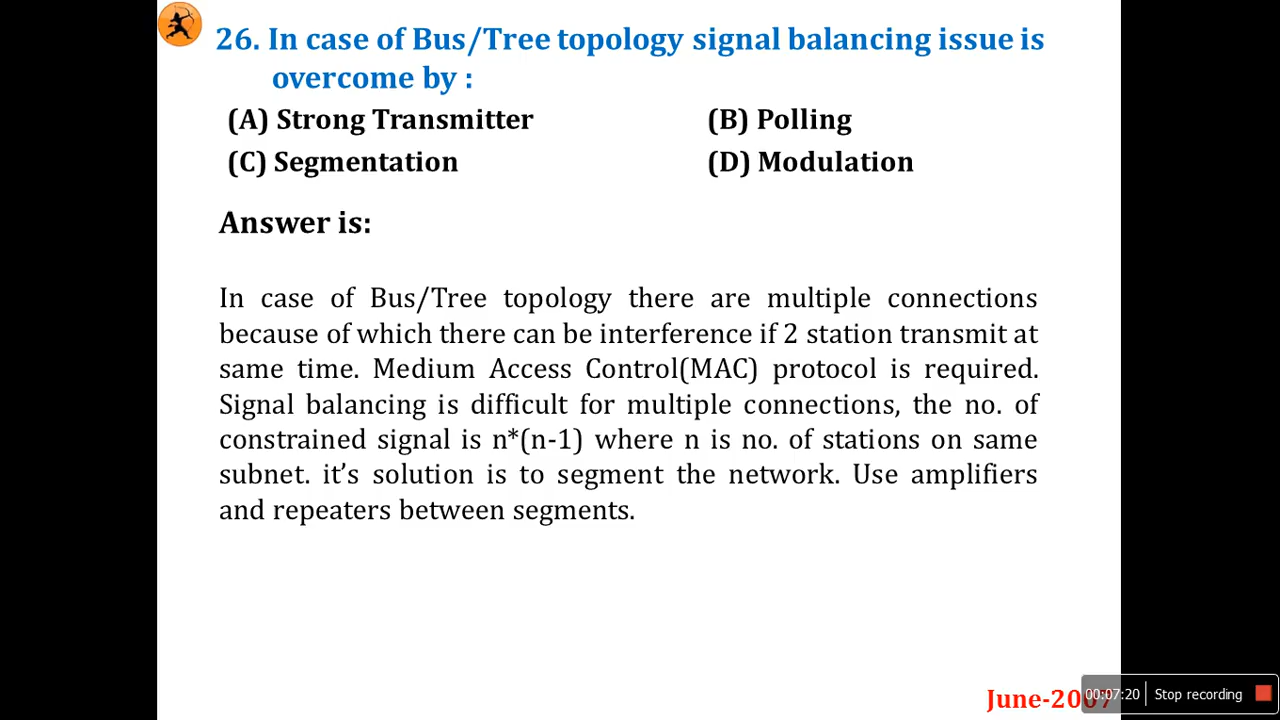 26. In case of Bus/Tree topology signal balancing issue is
overcome by :
(A) Strong Transmitter (B) Polling
(C) Segmentation (D) Modulation
Answer is:
In case of Bus/Tree topology there are multiple connections
because of which there can be interference if 2 station transmit at
same time. Medium Access Control(MAC) protocol is required.
Signal balancing is difficult for multiple connections, the no. of
constrained signal is n*(n-1) where n is no. of stations on same
subnet. it’s solution is to segment the network. Use amplifiers
and repeaters between segments.
June-2007
00:07:20 Stop recording